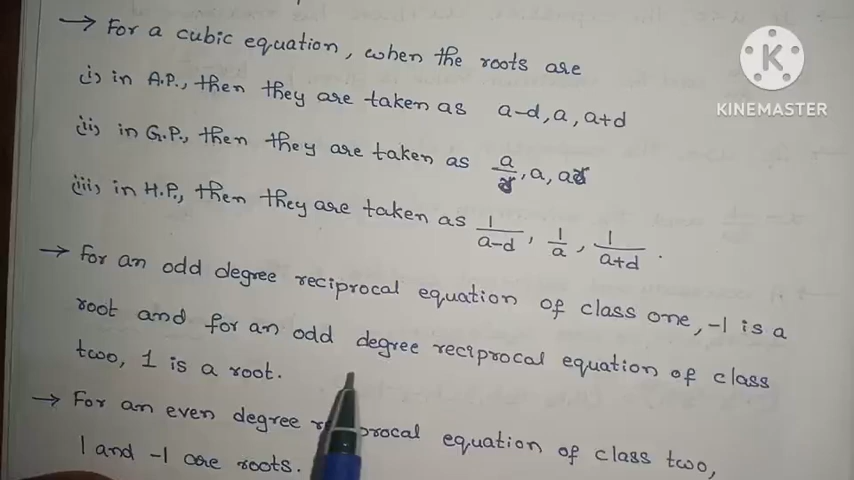 → For a cubic equation, when the roots are
(i) in A.P., then they are taken as a-d, a, a+d
(ii) in G.P., then they are taken as a/r, a, ar
(iii) in H.P., then they are taken as 1/(a-d), 1/a, 1/(a+d).
→ For an odd degree reciprocal equation of class one, -1 is a
root and for an odd degree reciprocal equation of class
two, 1 is a root.
→ For an even degree reciprocal equation of class two,
1 and -1 are roots.
K
KINEMASTER